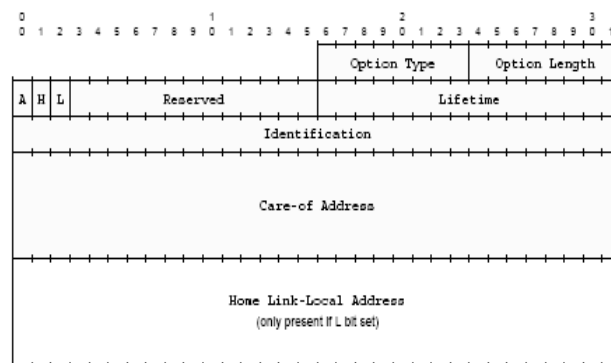 0 1 2 3
0 1 2 3 4 5 6 7 8 9 0 1 2 3 4 5 6 7 8 9 0 1 2 3 4 5 6 7 8 9 0 1
Option Type Option Length
A H L Reserved Lifetime
Identification
Care-of Address
Home Link-Local Address
(only present if L bit set)